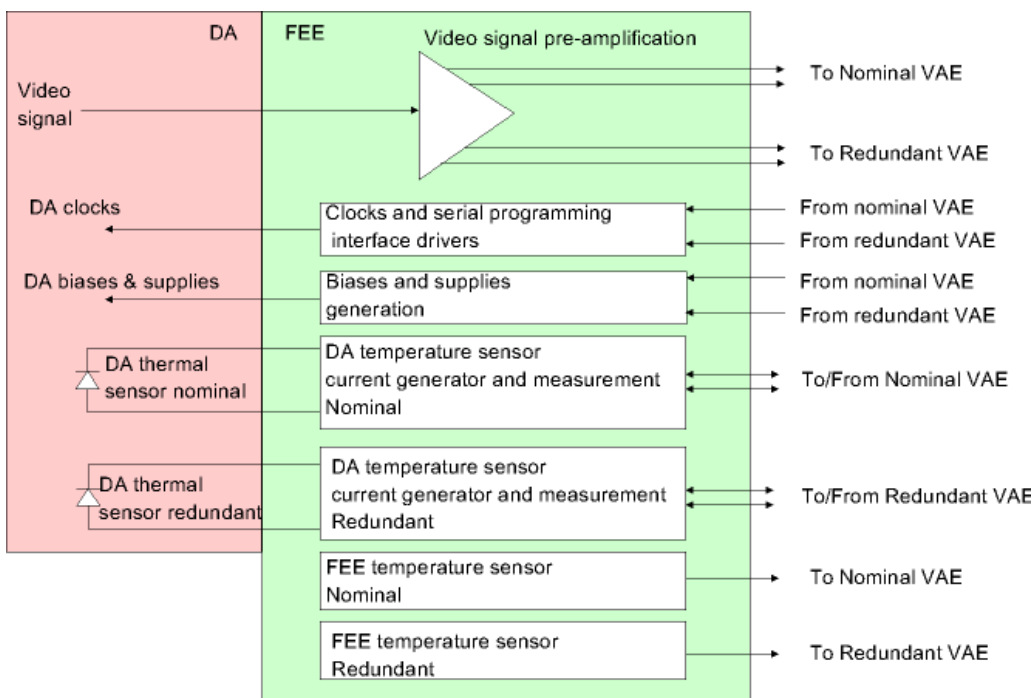 DA
FEE
Video signal pre-amplification
To Nominal VAE
Video
signal
To Redundant VAE
DA clocks
Clocks and serial programming
interface drivers
From nominal VAE
From redundant VAE
DA biases & supplies
Biases and supplies
generation
From nominal VAE
From redundant VAE
DA thermal
sensor nominal
DA temperature sensor
current generator and measurement
Nominal
To/From Nominal VAE
DA thermal
sensor redundant
DA temperature sensor
current generator and measurement
Redundant
To/From Redundant VAE
FEE temperature sensor
Nominal
To Nominal VAE
FEE temperature sensor
Redundant
To Redundant VAE